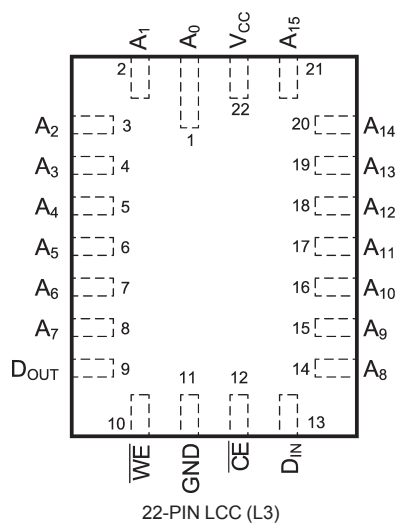 A1 A0 VCC A15
2 21
22
1
A2 3 20 A14
A3 4 19 A13
A4 5 18 A12
A5 6 17 A11
A6 7 16 A10
A7 8 15 A9
DOUT 9 14 A8
11 12
10 13
W̅E̅ GND C̅E̅ DIN
22-PIN LCC (L3)